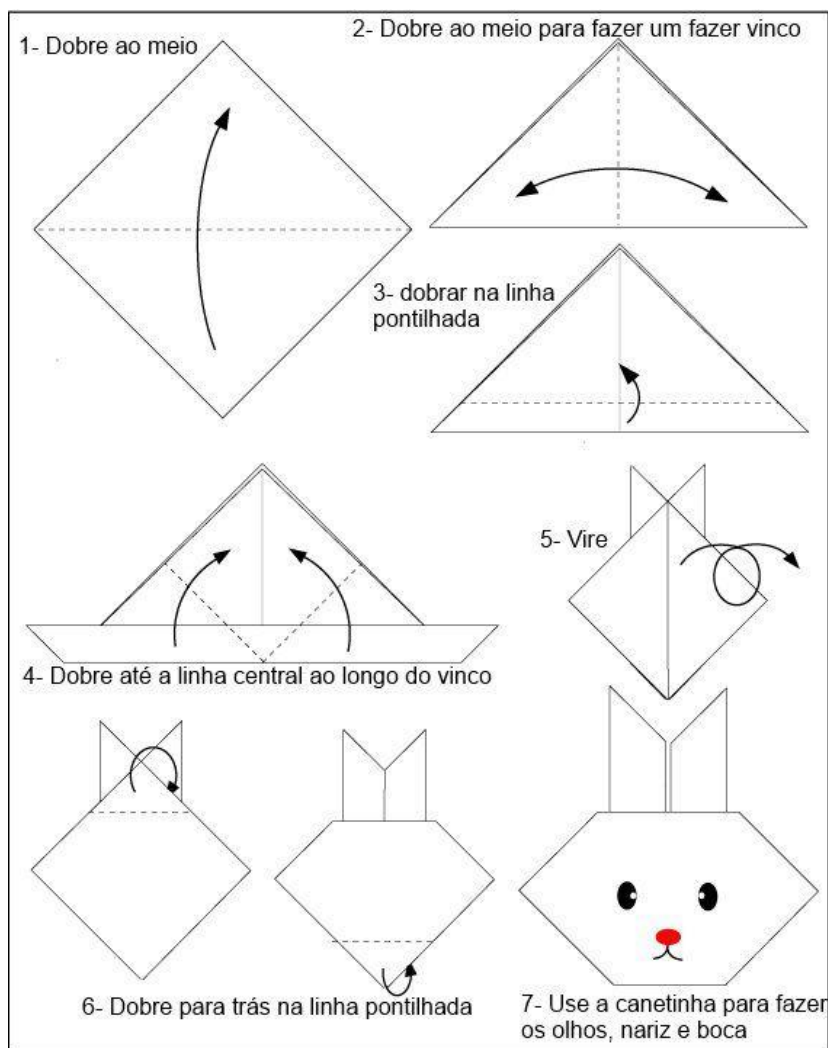 1- Dobre ao meio
2- Dobre ao meio para fazer um fazer vinco
3- dobrar na linha
pontilhada
4- Dobre até a linha central ao longo do vinco
5- Vire
6- Dobre para trás na linha pontilhada
7- Use a canetinha para fazer
os olhos, nariz e boca